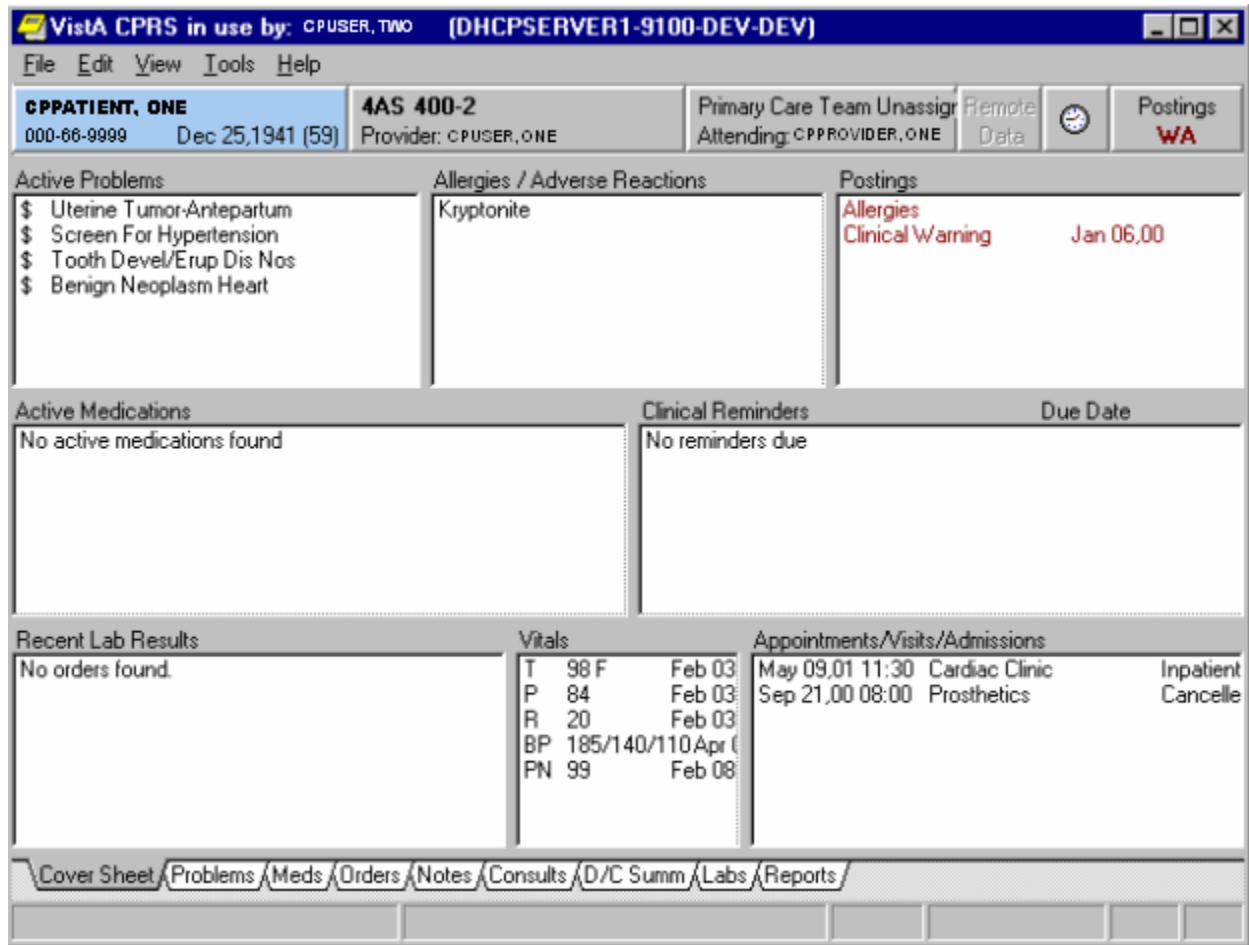 VistA CPRS in use by: CPUSER, TWO (DHCPSERVER1-9100-DEV-DEV)
File Edit View Tools Help
CPPATIENT, ONE
000-66-9999 Dec 25,1941 (59)
4AS 400-2
Provider: CPUSER, ONE
Primary Care Team Unassigr
Attending: CPPROVIDER, ONE
Remote
Data
Postings
WA
Active Problems
$ Uterine Tumor-Antepartum
$ Screen For Hypertension
$ Tooth Devel/Erup Dis Nos
$ Benign Neoplasm Heart
Allergies / Adverse Reactions
Kryptonite
Postings
Allergies
Clinical Warning Jan 06,00
Active Medications
No active medications found
Clinical Reminders Due Date
No reminders due
Recent Lab Results
No orders found.
Vitals
T 98 F Feb 03
P 84 Feb 03
R 20 Feb 03
BP 185/140/110 Apr
PN 99 Feb 08
Appointments/Visits/Admissions
May 09,01 11:30 Cardiac Clinic Inpatient
Sep 21,00 08:00 Prosthetics Cancelle
Cover Sheet Problems Meds Orders Notes Consults D/C Summ Labs Reports